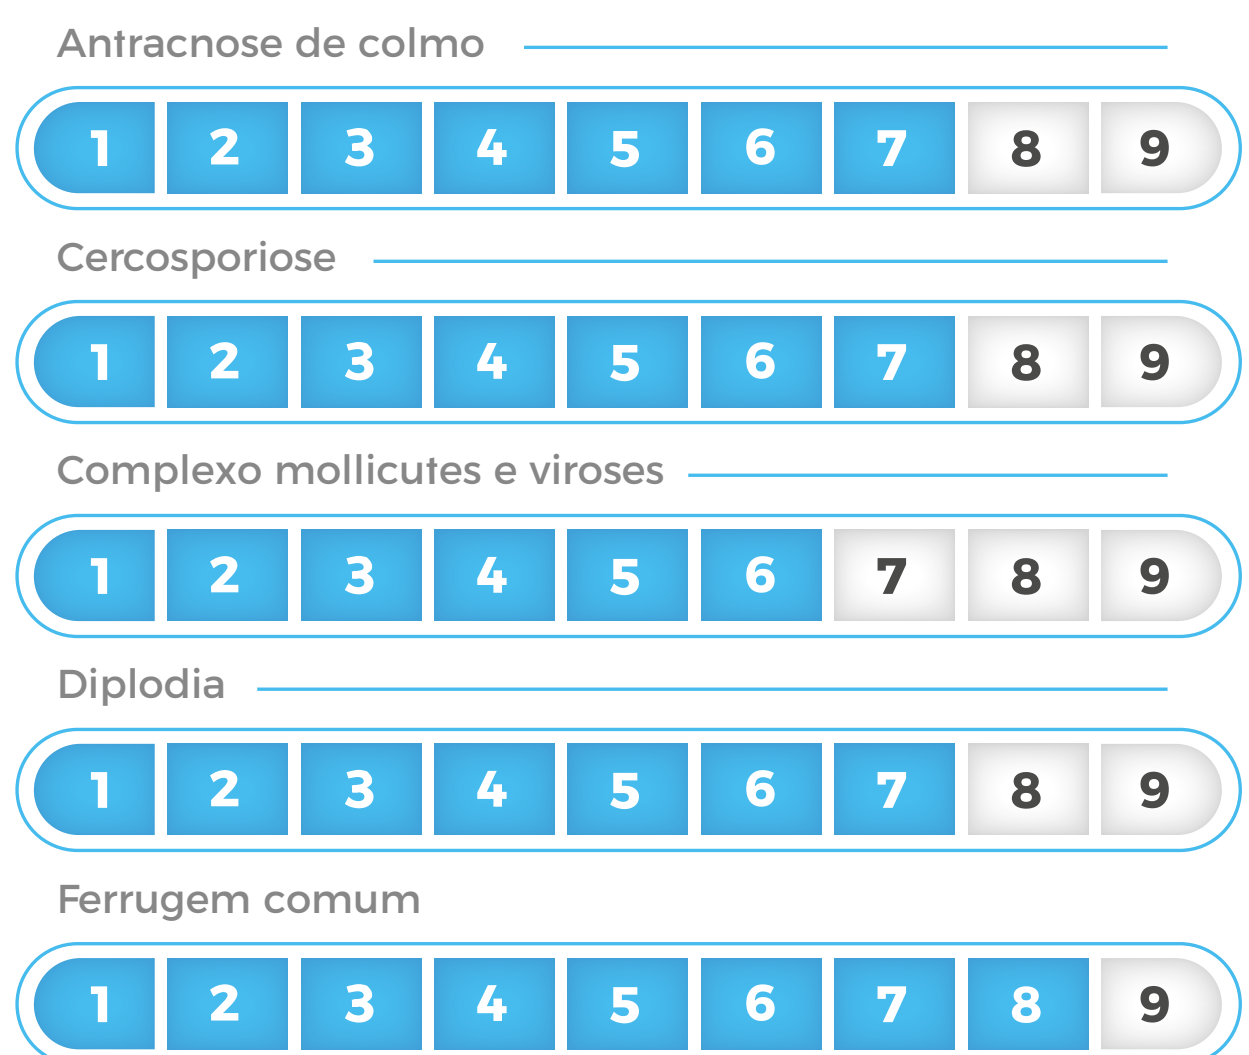 Antracnose de colmo
1 2 3 4 5 6 7 8 9
Cercosporiose
1 2 3 4 5 6 7 8 9
Complexo mollicutes e viroses
1 2 3 4 5 6 7 8 9
Diplodia
1 2 3 4 5 6 7 8 9
Ferrugem comum
1 2 3 4 5 6 7 8 9